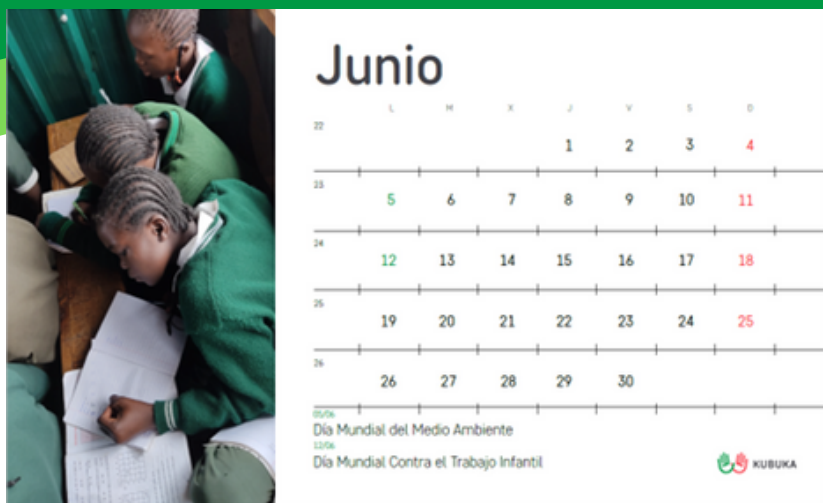 Junio
L M X J V S D
22
1 2 3 4
23
5 6 7 8 9 10 11
24
12 13 14 15 16 17 18
25
19 20 21 22 23 24 25
26
26 27 28 29 30
05/06
Día Mundial del Medio Ambiente
12/06
Día Mundial Contra el Trabajo Infantil
KUBUKA